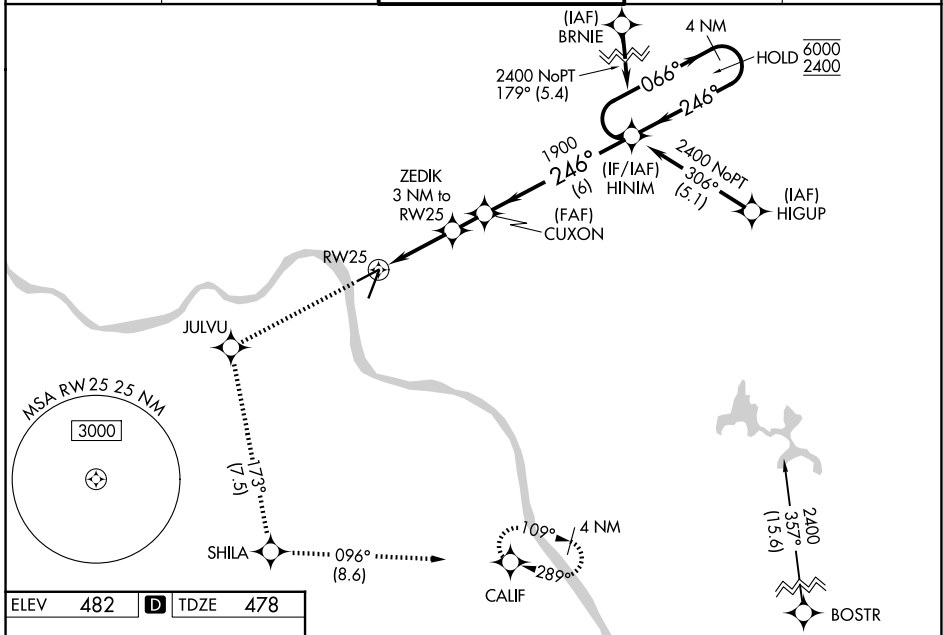 (IAF)
BRNIE
4 NM
HOLD 6000
2400
2400 NoPT
179° (5.4)
066°
246°
1900
246°
(6)
(IF/IAF)
HINIM
2400 NoPT
306°
(5.1)
(IAF)
HIGUP
ZEDIK
3 NM to
RW25
(FAF)
CUXON
RW25
JULVU
MSA RW25 25 NM
3000
173°
(7.5)
SHILA
096°
(8.6)
109°
4 NM
289°
CALIF
2400
357°
(15.6)
BOSTR
ELEV 482 D TDZE 478